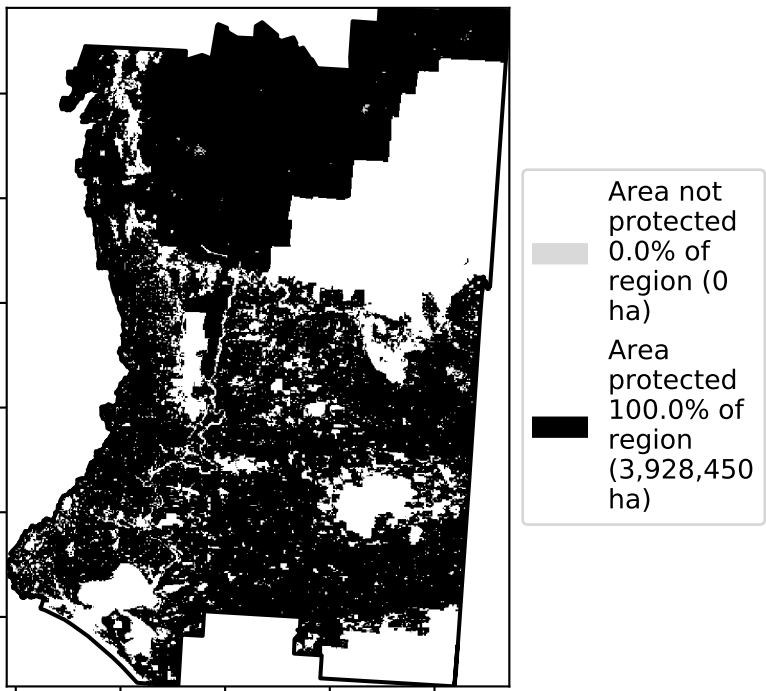 Area not
protected
0.0% of
region (0
ha)
Area
protected
100.0% of
region
(3,928,450
ha)